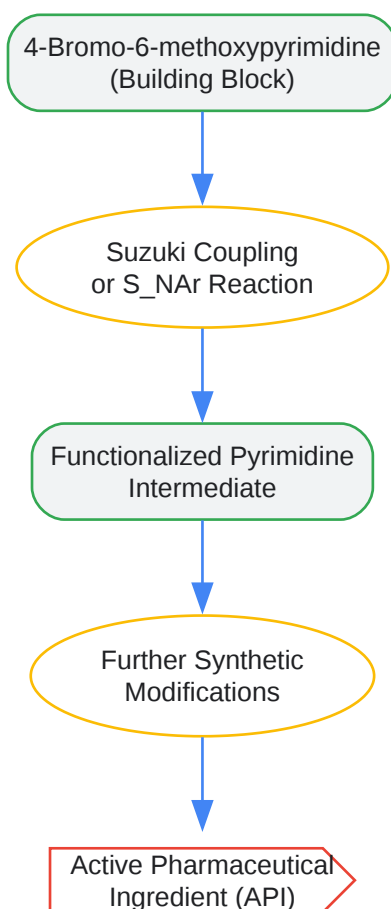 4-Bromo-6-methoxypyrimidine
(Building Block)
Suzuki Coupling
or S_NAr Reaction
Functionalized Pyrimidine
Intermediate
Further Synthetic
Modifications
Active Pharmaceutical
Ingredient (API)